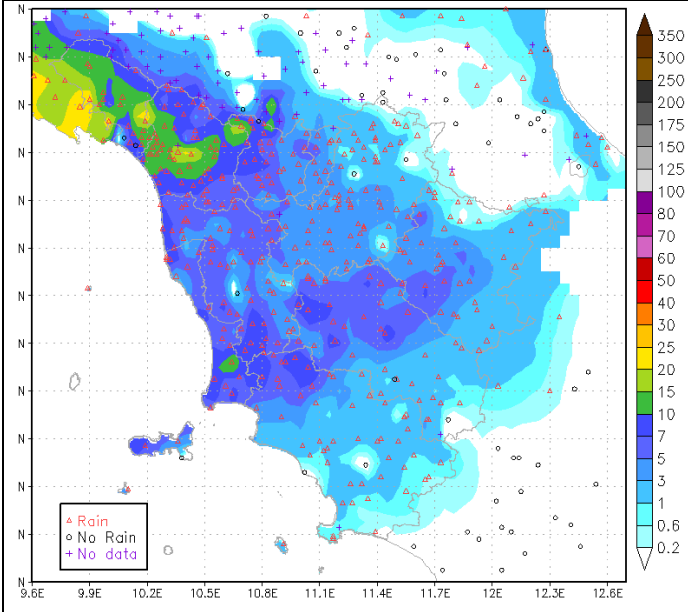 N
N
N
N
N
N
N
N
N
N
N
N
N
9.6E
9.9E
10.2E
10.5E
10.8E
11.1E
11.4E
11.7E
12E
12.3E
12.6E
Rain
No Rain
No data
350
300
250
200
175
150
125
100
80
70
60
50
40
30
25
20
15
10
7
5
3
1
0.6
0.2